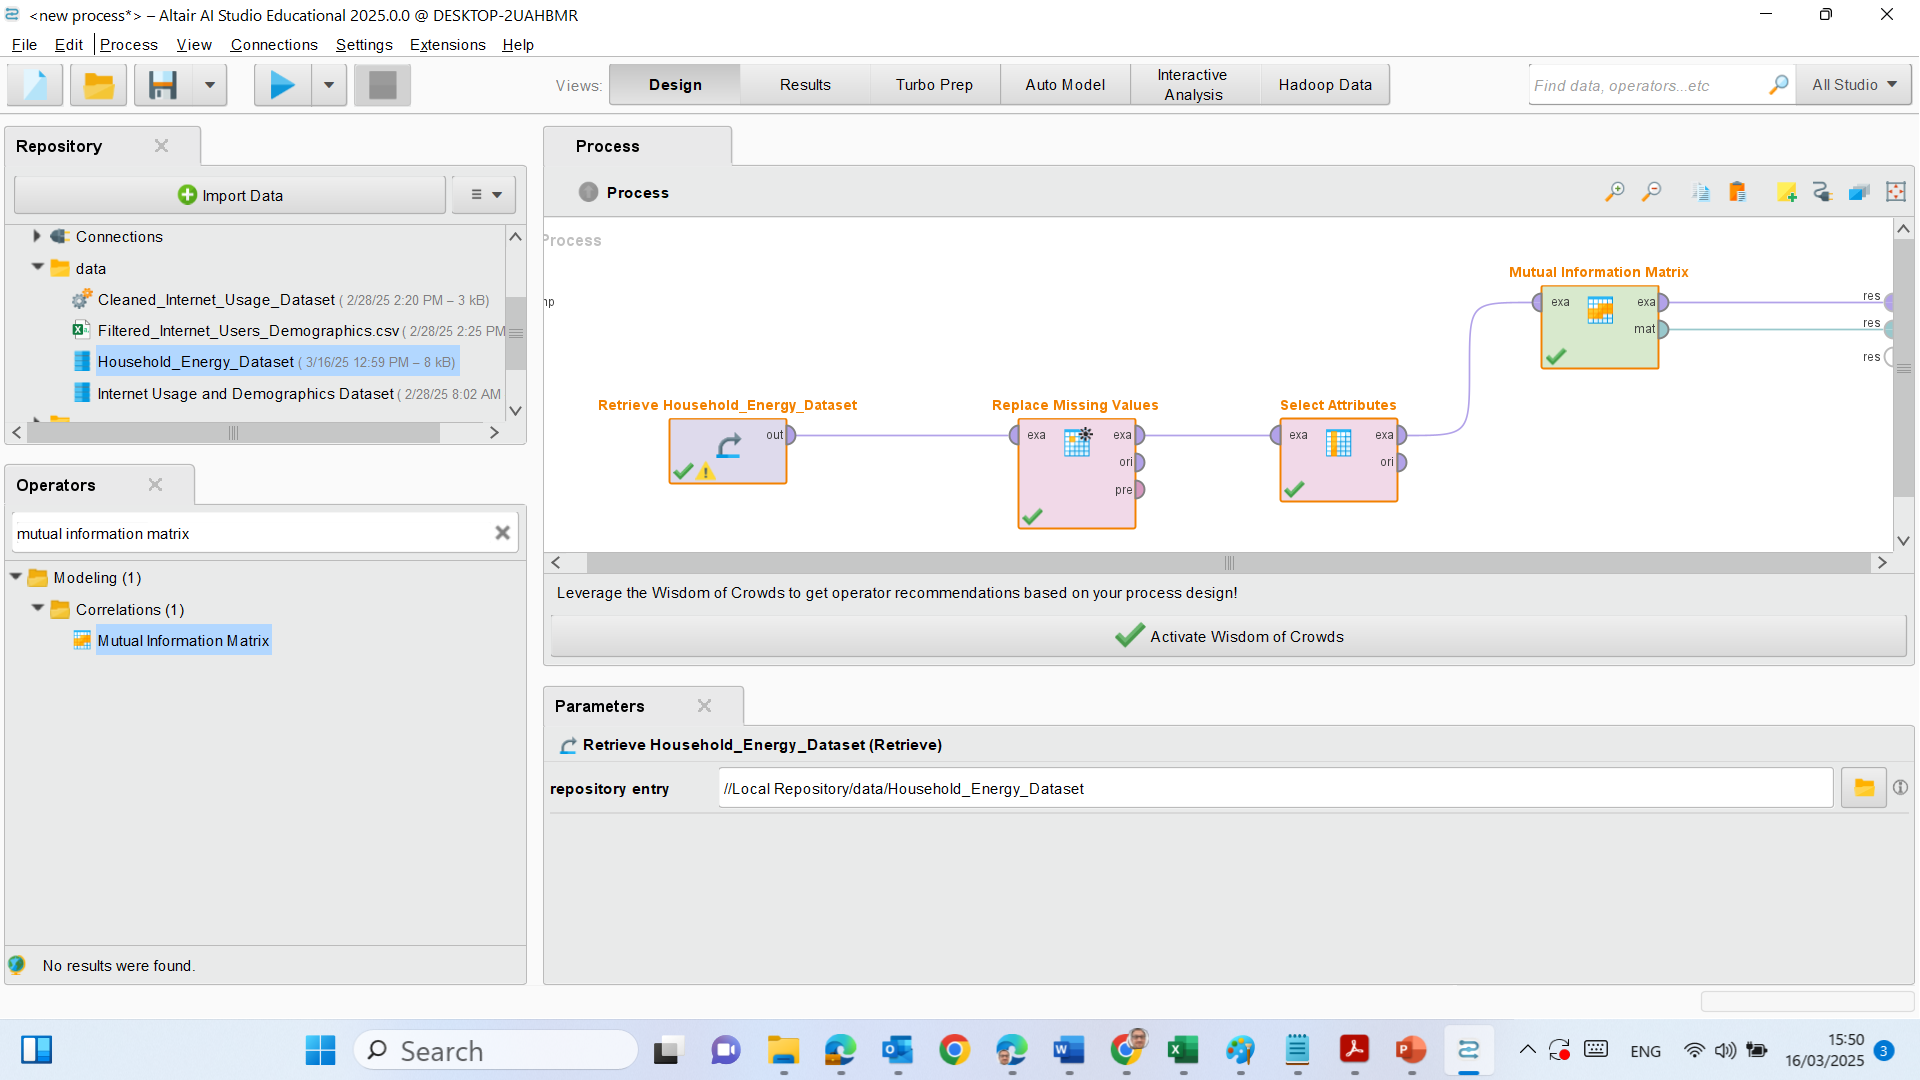 <new process*> – Altair AI Studio Educational 2025.0.0 @ DESKTOP-2UAHBMR
File Edit Process View Connections Settings Extensions Help
Views: Design Results Turbo Prep Auto Model Interactive Analysis Hadoop Data
Find data, operators...etc All Studio
Repository
Import Data
Connections
data
Cleaned_Internet_Usage_Dataset ( 2/28/25 2:20 PM – 3 kB)
Filtered_Internet_Users_Demographics.csv ( 2/28/25 2:25 PM
Household_Energy_Dataset ( 3/16/25 12:59 PM – 8 kB)
Internet Usage and Demographics Dataset ( 2/28/25 8:02 AM
Operators
mutual information matrix
Modeling (1)
Correlations (1)
Mutual Information Matrix
No results were found.
Process
Process
Process
np
Mutual Information Matrix
exa exa
mat
res
res
res
Retrieve Household_Energy_Dataset
out
Replace Missing Values
exa exa
ori
pre
Select Attributes
exa exa
ori
Leverage the Wisdom of Crowds to get operator recommendations based on your process design!
Activate Wisdom of Crowds
Parameters
Retrieve Household_Energy_Dataset (Retrieve)
repository entry //Local Repository/data/Household_Energy_Dataset
Search
ENG
15:50
16/03/2025
3